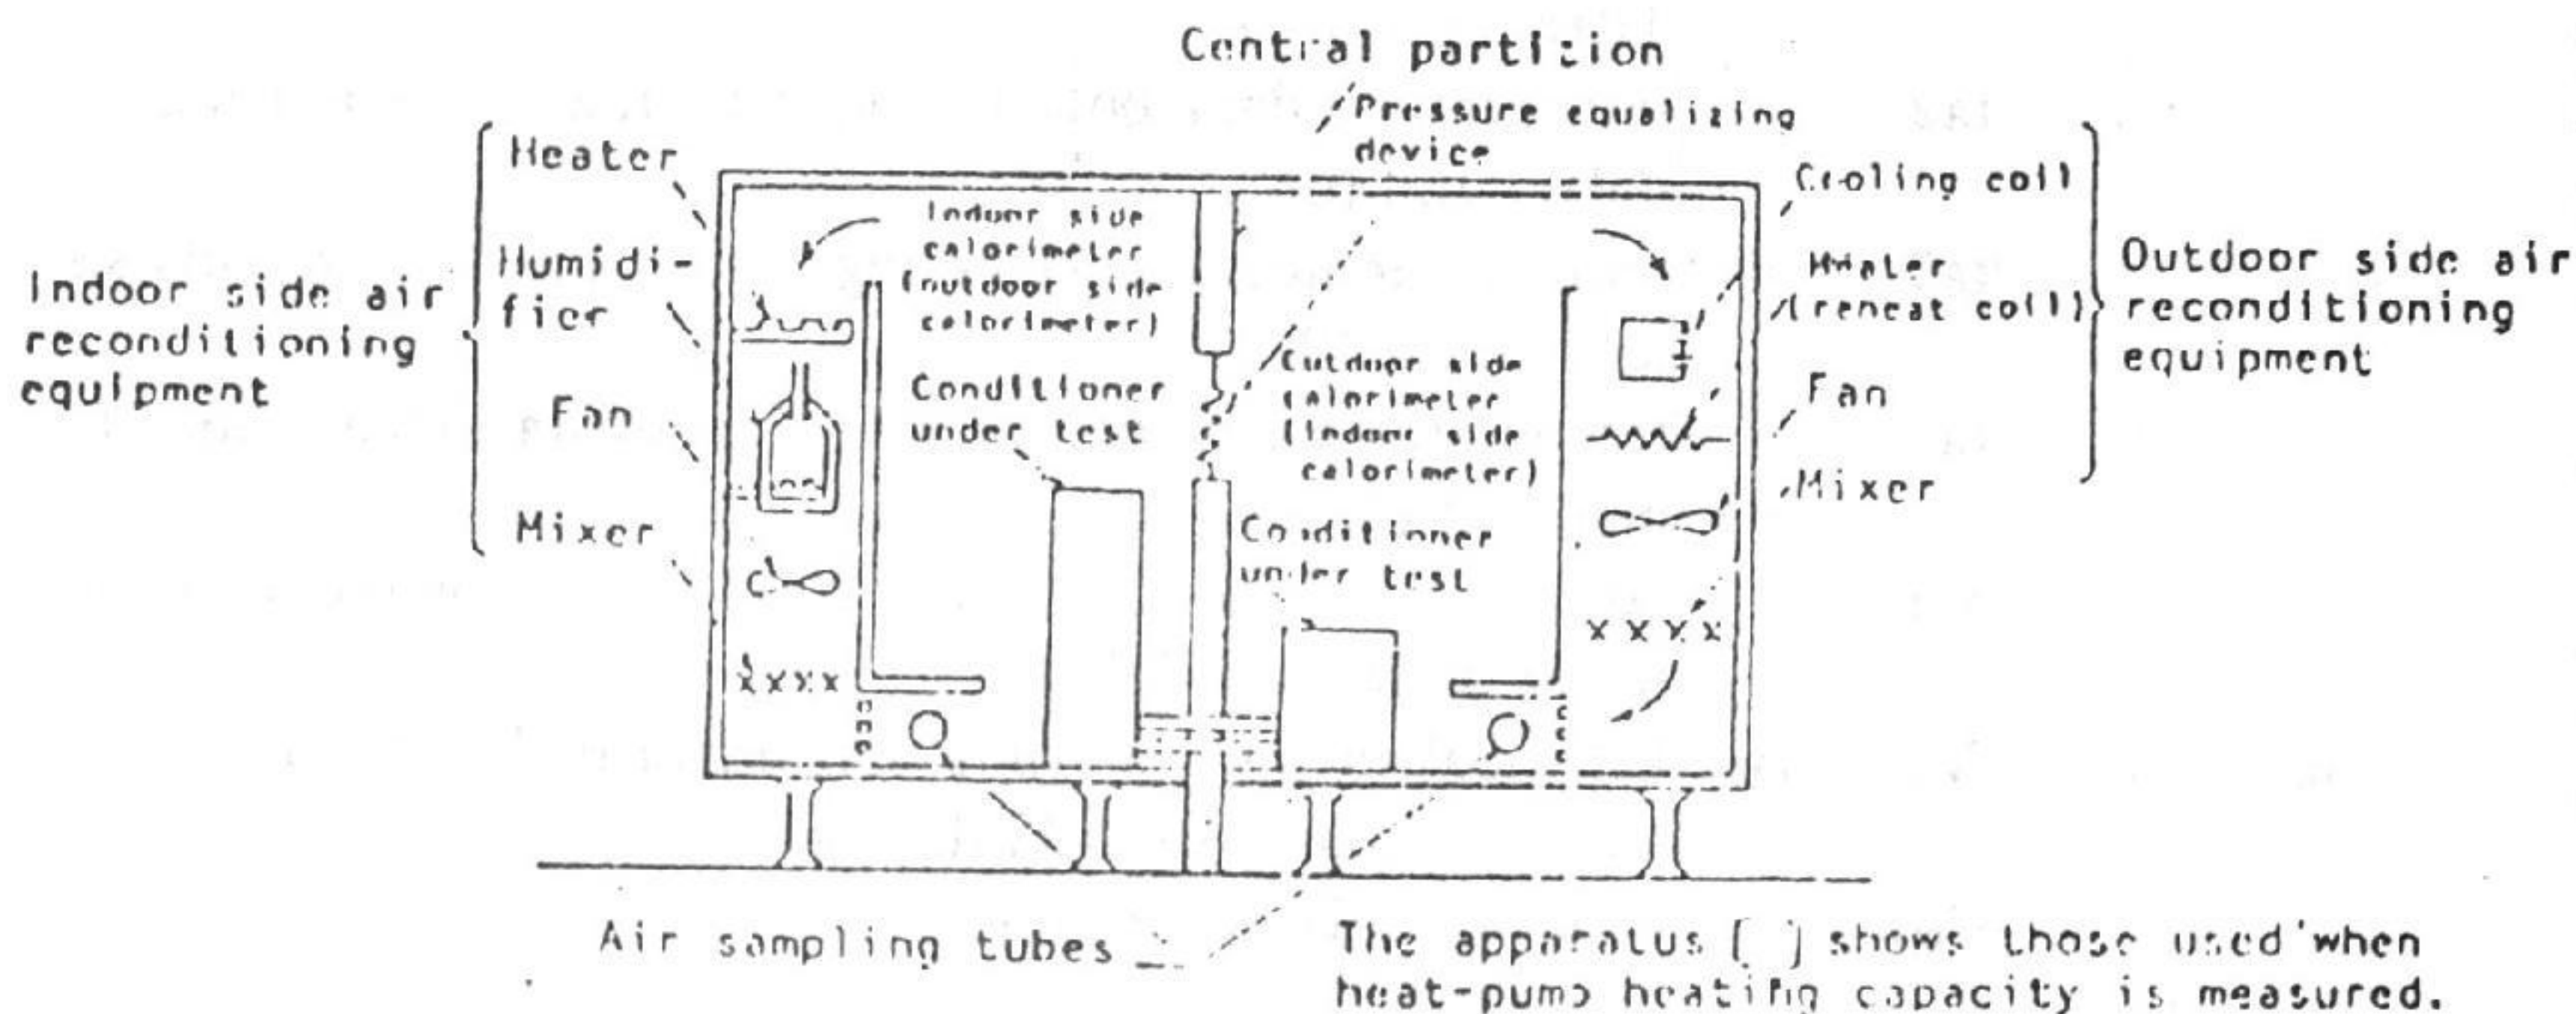 Central partition
Pressure equalizing
device
Indoor side air
reconditioning
equipment
Heater
Humidi-
fier
Fan
Mixer
Indoor side
calorimeter
(outdoor side
calorimeter)
Conditioner
under test
Outdoor side
calorimeter
(Indoor side
calorimeter)
Conditioner
under test
Cooling coil
Heater
(reheat coil)
Fan
Mixer
Outdoor side air
reconditioning
equipment
Air sampling tubes
The apparatus ( ) shows those used when
heat-pump heating capacity is measured.